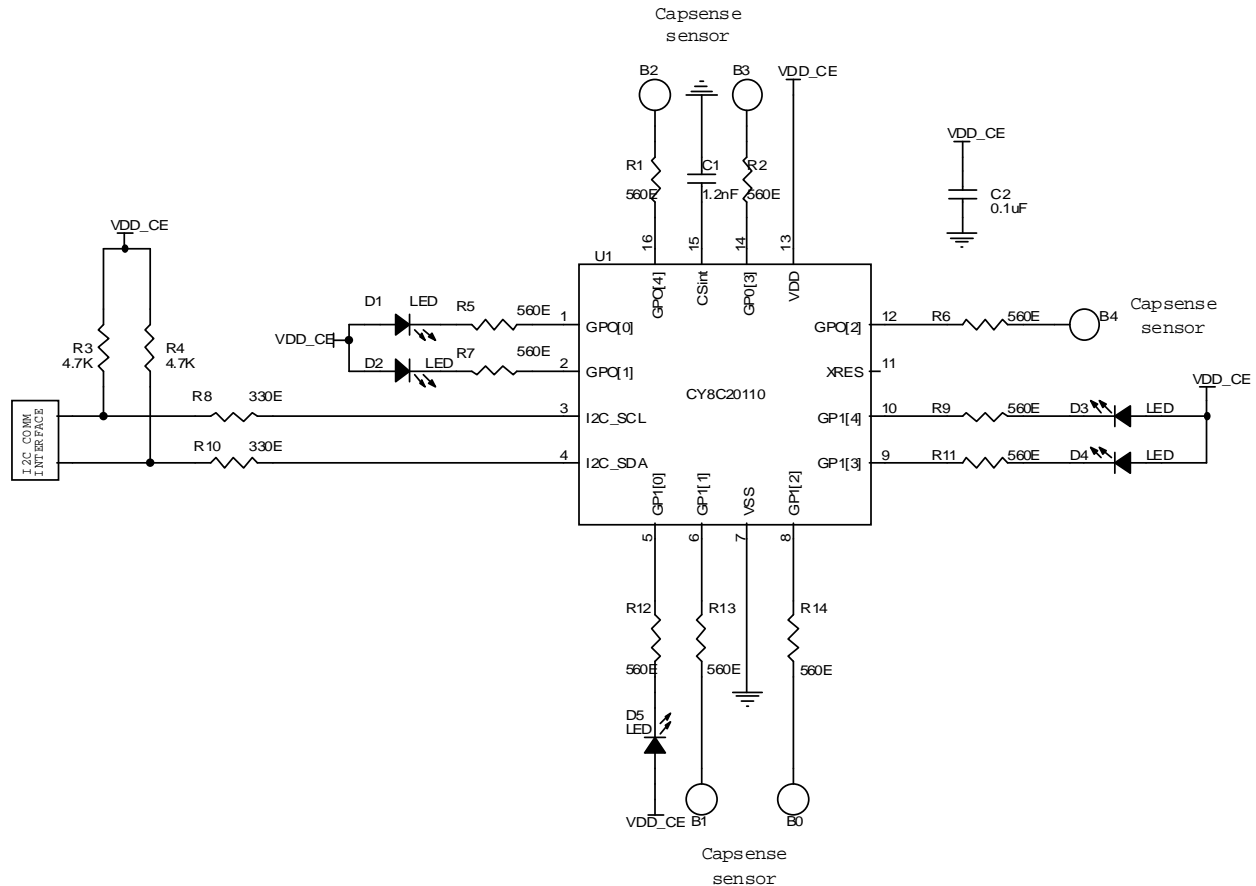 Capsense
sensor
B2
B3
VDD_CE
R1
560E
C1
1.2nF
R2
560E
VDD_CE
C2
0.1uF
VDD_CE
16
15
14
13
U1
GPO[4]
CSint
GP0[3]
VDD
D1
LED
R5
560E
1
GPO[0]
VDD_CE
D2
LED
R7
560E
2
GPO[1]
R3
4.7K
R4
4.7K
R8
330E
3
I2C_SCL
R10
330E
4
I2C_SDA
I2C COMM
INTERFACE
CY8C20110
GPO[2]
12
R6
560E
B4
Capsense
sensor
XRES
11
VDD_CE
GP1[4]
10
R9
560E
D3
LED
GP1[3]
9
R11
560E
D4
LED
GP1[0]
GP1[1]
VSS
GP1[2]
5
6
7
8
R12
560E
R13
560E
R14
560E
D5
LED
VDD_CE
B1
B0
Capsense
sensor